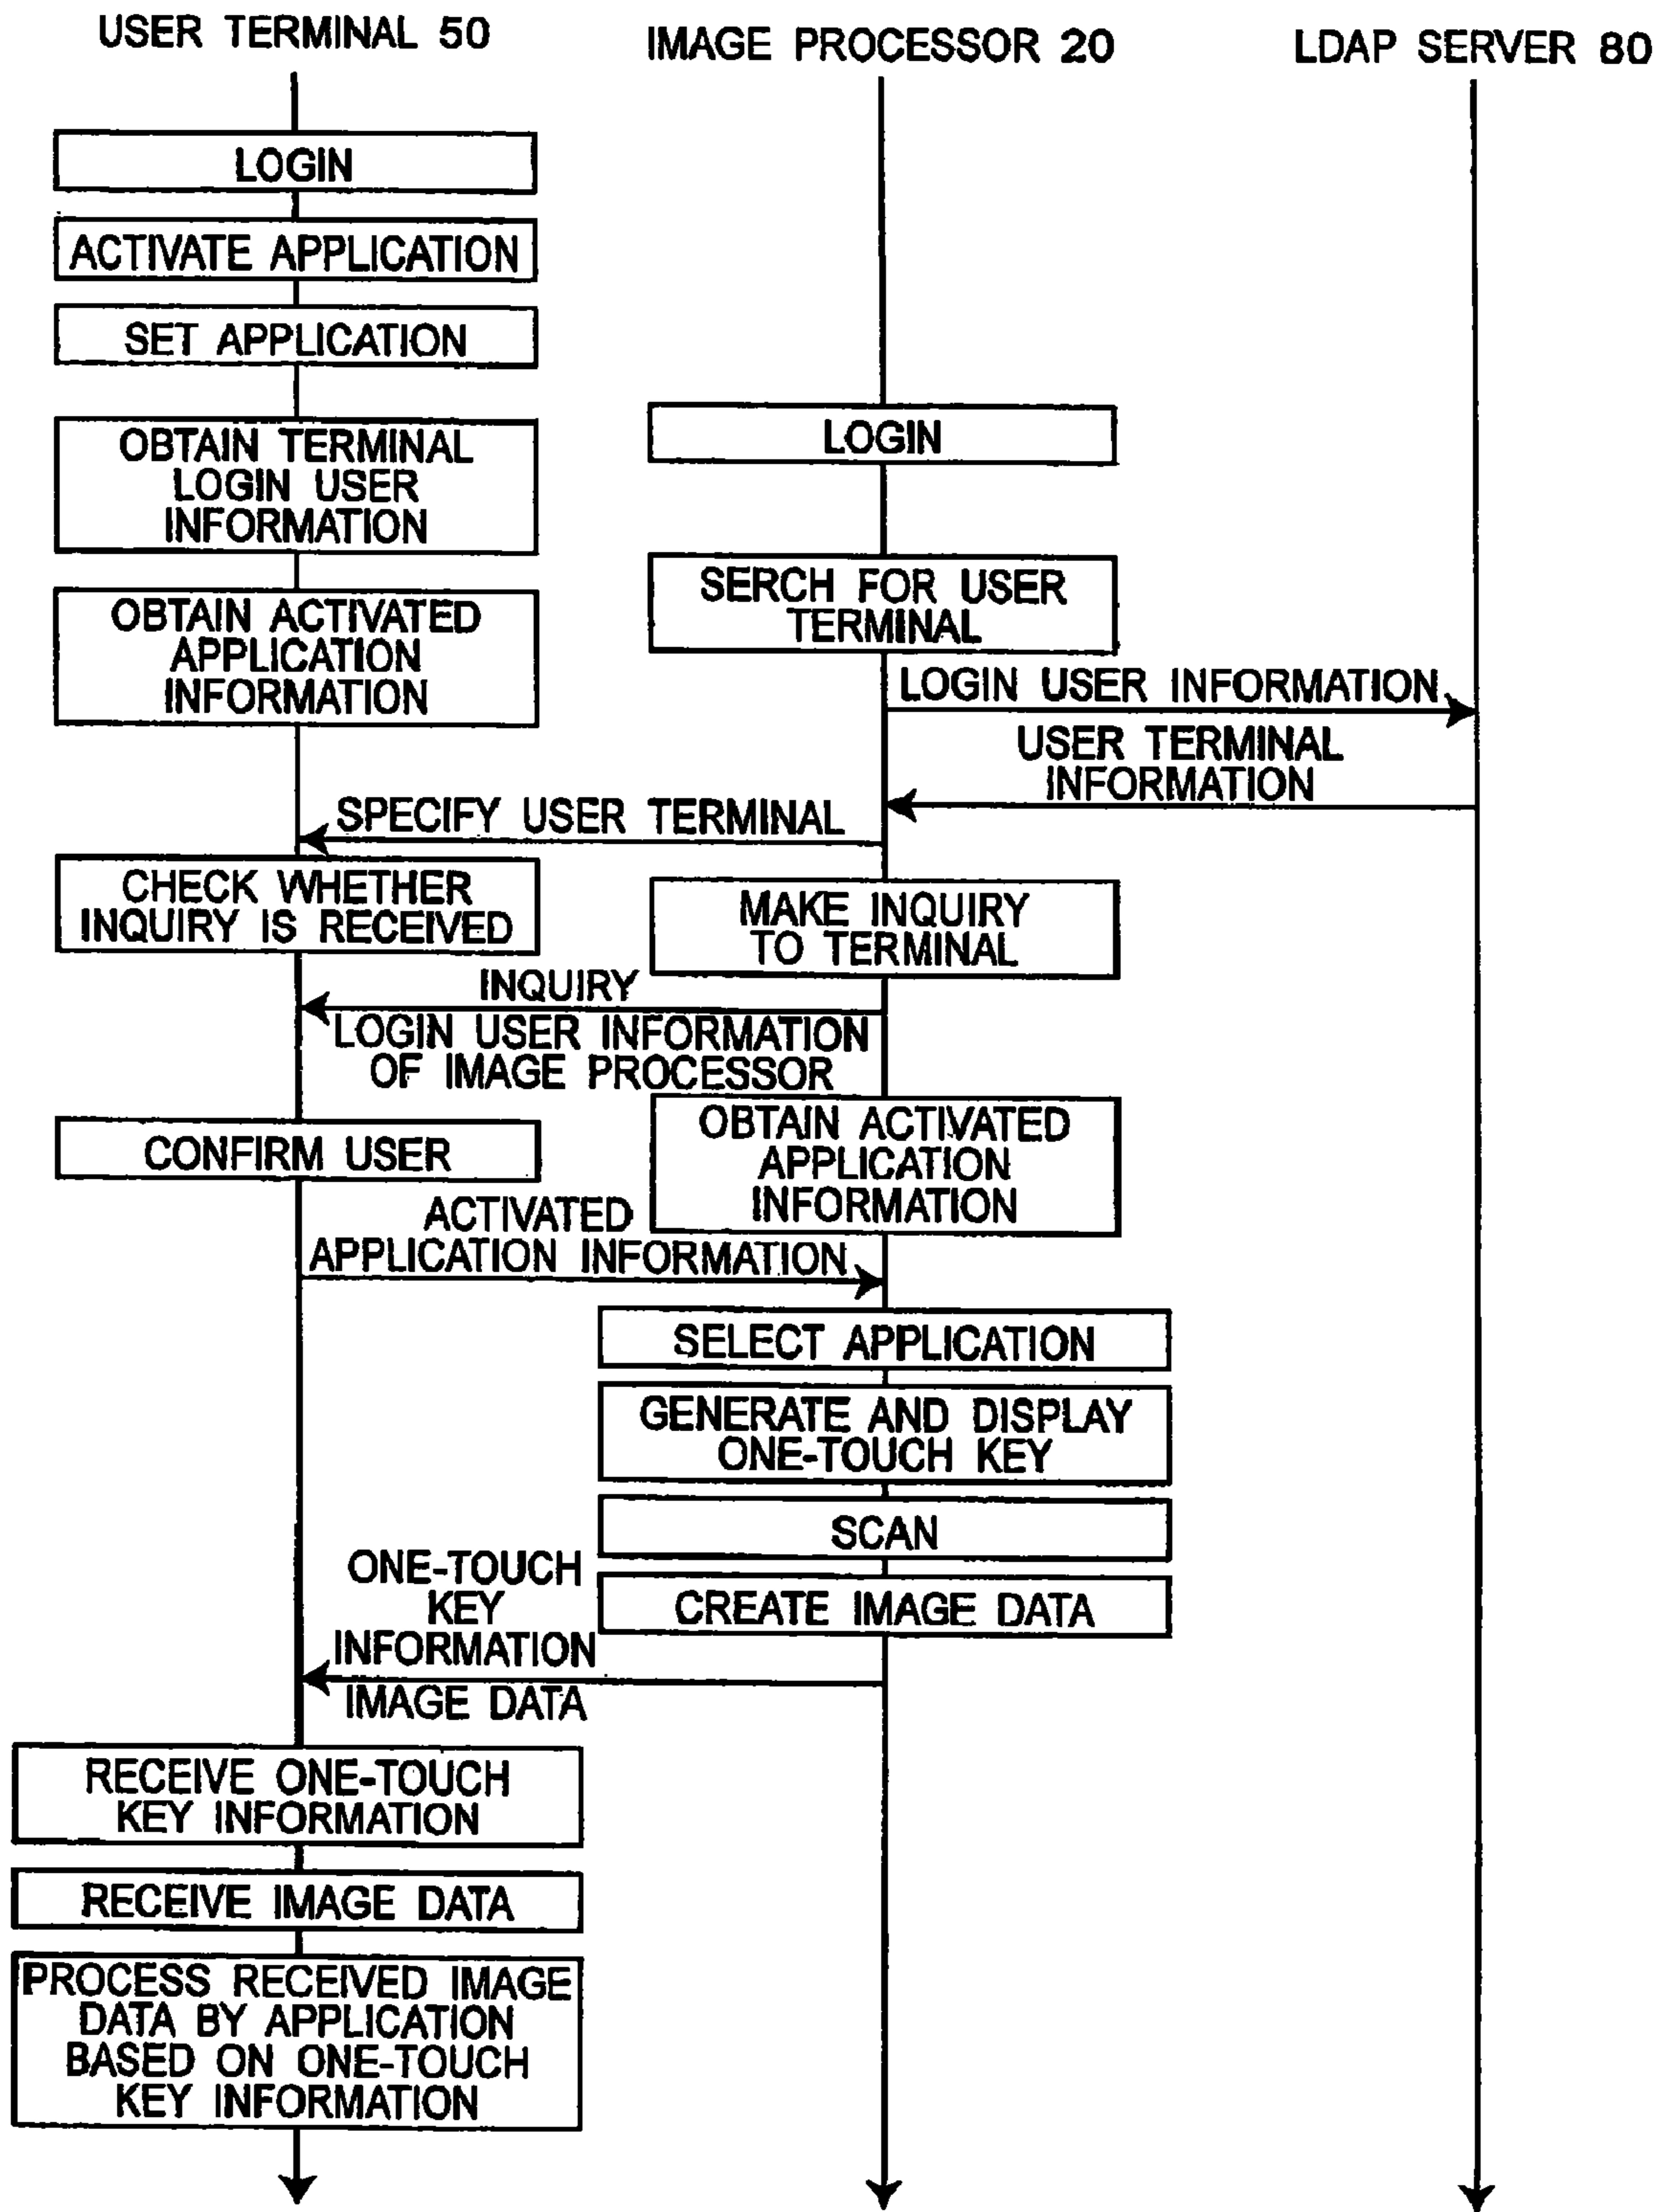 USER TERMINAL 50
IMAGE PROCESSOR 20
LDAP SERVER 80
LOGIN
ACTIVATE APPLICATION
SET APPLICATION
OBTAIN TERMINAL
LOGIN USER
INFORMATION
LOGIN
OBTAIN ACTIVATED
APPLICATION
INFORMATION
SERCH FOR USER
TERMINAL
LOGIN USER INFORMATION
USER TERMINAL
INFORMATION
SPECIFY USER TERMINAL
CHECK WHETHER
INQUIRY IS RECEIVED
MAKE INQUIRY
TO TERMINAL
INQUIRY
LOGIN USER INFORMATION
OF IMAGE PROCESSOR
CONFIRM USER
OBTAIN ACTIVATED
APPLICATION
INFORMATION
ACTIVATED
APPLICATION INFORMATION
SELECT APPLICATION
GENERATE AND DISPLAY
ONE-TOUCH KEY
SCAN
CREATE IMAGE DATA
ONE-TOUCH
KEY
INFORMATION
IMAGE DATA
RECEIVE ONE-TOUCH
KEY INFORMATION
RECEIVE IMAGE DATA
PROCESS RECEIVED IMAGE
DATA BY APPLICATION
BASED ON ONE-TOUCH
KEY INFORMATION